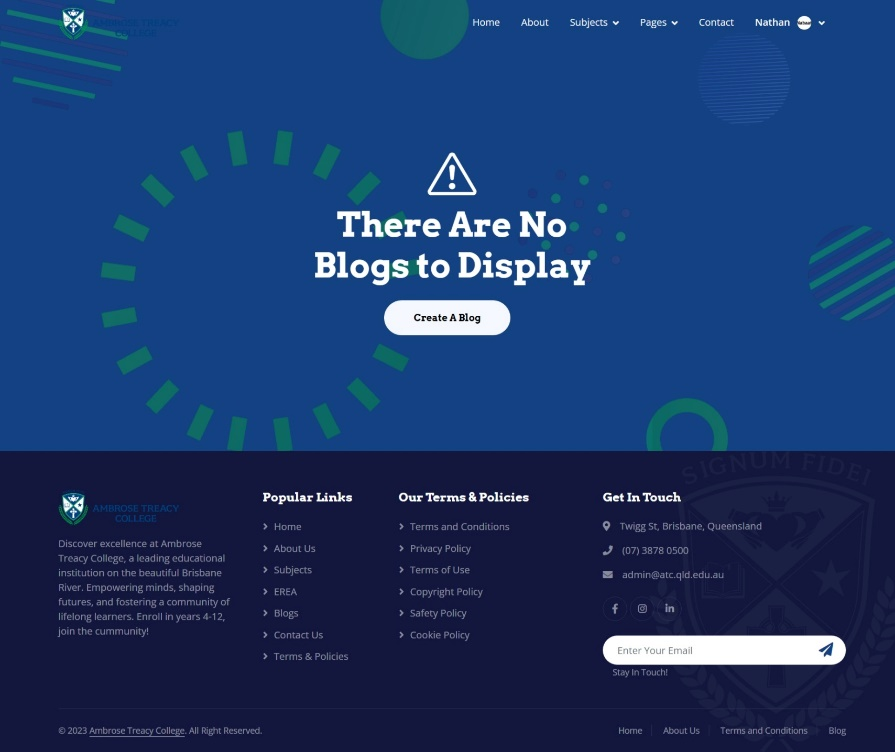 AMBROSE TREACY
COLLEGE
Home About Subjects Pages Contact Nathan
There Are No
Blogs to Display
Create A Blog
SIGNUM FIDEI
AMBROSE TREACY
COLLEGE
Discover excellence at Ambrose
Treacy College, a leading educational
institution on the beautiful Brisbane
River. Empowering minds, shaping
futures, and fostering a community of
lifelong learners. Enroll in years 4-12,
join the cummunity!
Popular Links
Home
About Us
Subjects
EREA
Blogs
Contact Us
Terms & Policies
Our Terms & Policies
Terms and Conditions
Privacy Policy
Terms of Use
Copyright Policy
Safety Policy
Cookie Policy
Get In Touch
Twigg St, Brisbane, Queensland
(07) 3878 0500
admin@atc.qld.edu.au
Enter Your Email
Stay In Touch!
© 2023 Ambrose Treacy College. All Right Reserved.
Home About Us Terms and Conditions Blog